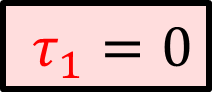 τ₁ = 0